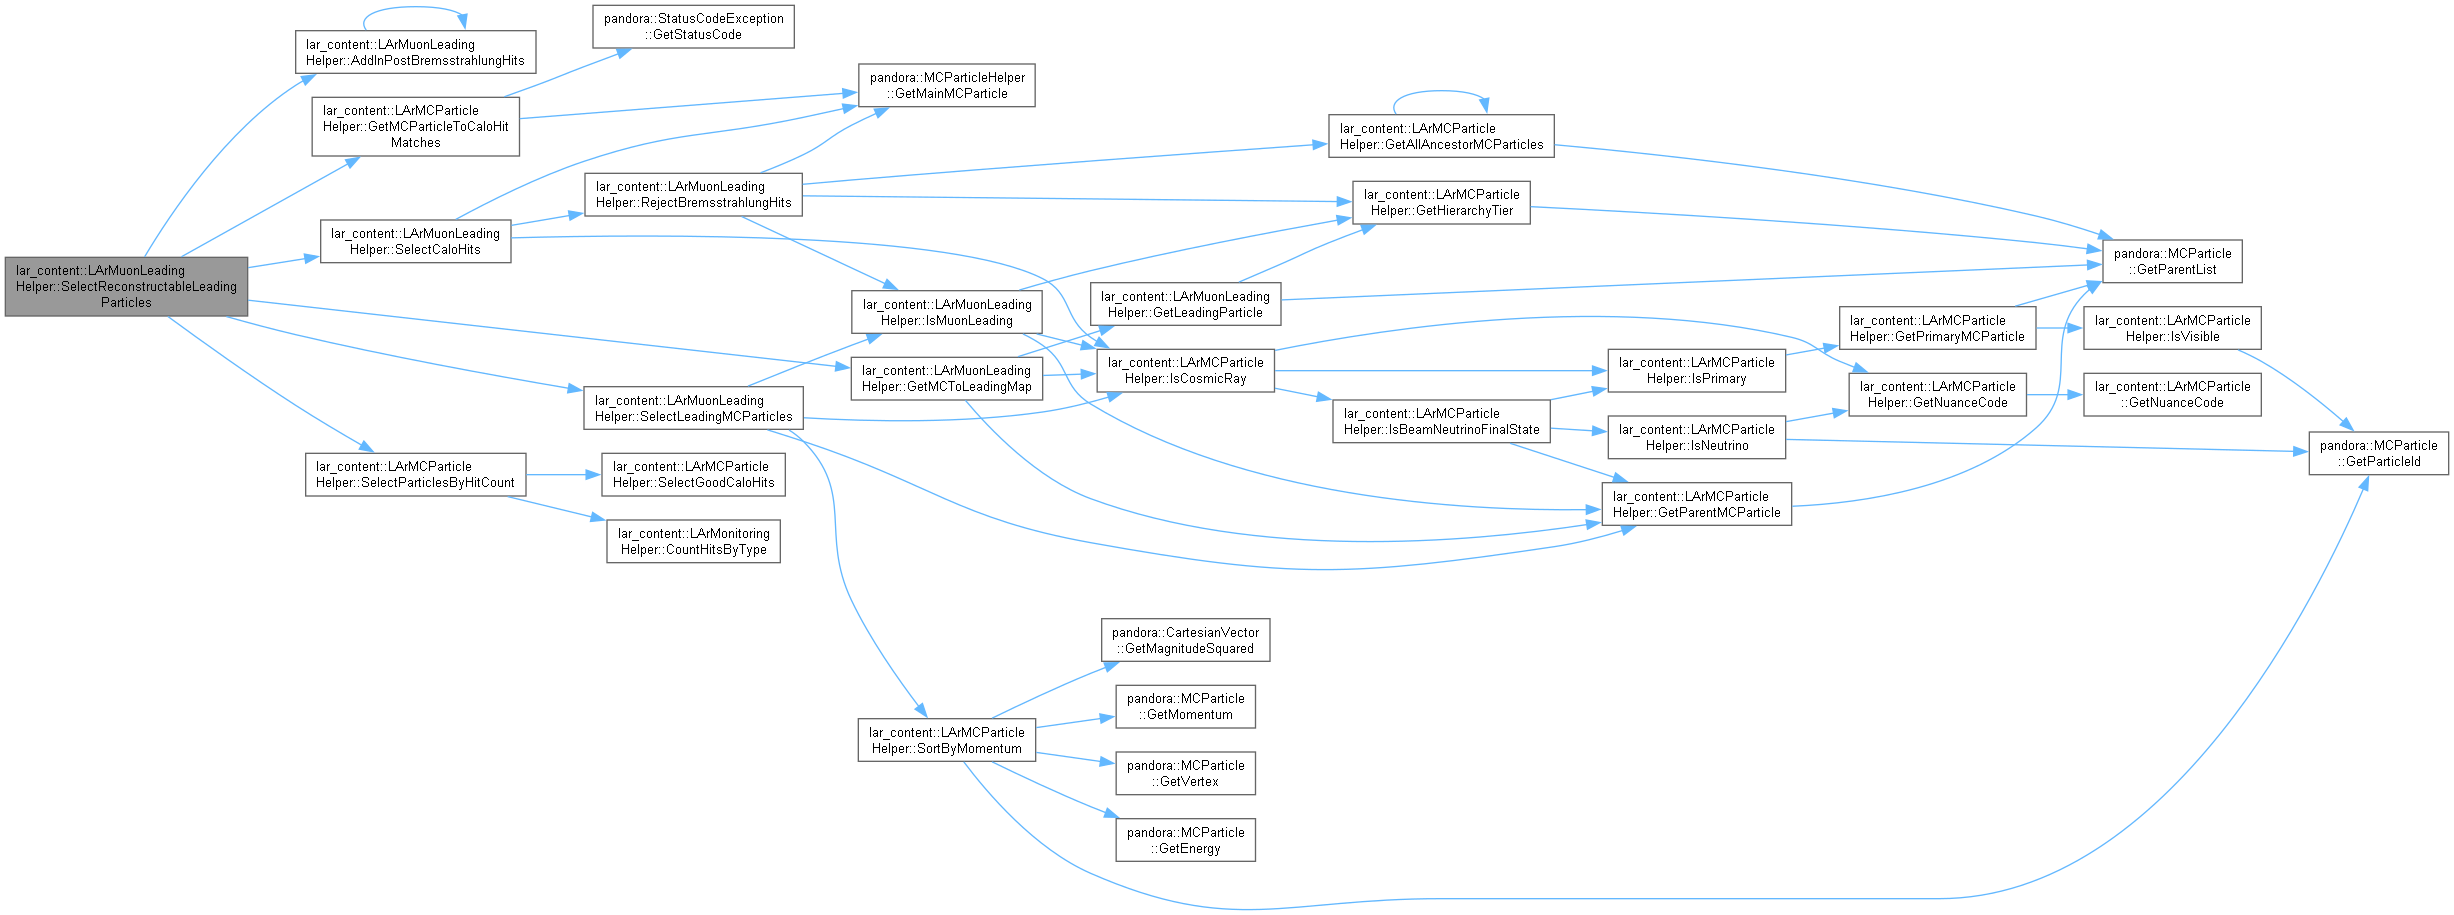 lar_content::LArMuonLeading
Helper::SelectReconstructableLeading
Particles
lar_content::LArMuonLeading
Helper::AddInPostBremsstrahlungHits
lar_content::LArMCParticle
Helper::GetMCParticleToCaloHit
Matches
lar_content::LArMuonLeading
Helper::SelectCaloHits
lar_content::LArMCParticle
Helper::SelectParticlesByHitCount
pandora::StatusCodeException
::GetStatusCode
lar_content::LArMuonLeading
Helper::RejectBremsstrahlungHits
lar_content::LArMuonLeading
Helper::SelectLeadingMCParticles
lar_content::LArMCParticle
Helper::SelectGoodCaloHits
lar_content::LArMonitoring
Helper::CountHitsByType
pandora::MCParticleHelper
::GetMainMCParticle
lar_content::LArMuonLeading
Helper::IsMuonLeading
lar_content::LArMuonLeading
Helper::GetMCToLeadingMap
lar_content::LArMCParticle
Helper::SortByMomentum
lar_content::LArMuonLeading
Helper::GetLeadingParticle
lar_content::LArMCParticle
Helper::IsCosmicRay
pandora::CartesianVector
::GetMagnitudeSquared
pandora::MCParticle
::GetMomentum
pandora::MCParticle
::GetVertex
pandora::MCParticle
::GetEnergy
lar_content::LArMCParticle
Helper::GetAllAncestorMCParticles
lar_content::LArMCParticle
Helper::GetHierarchyTier
lar_content::LArMCParticle
Helper::IsBeamNeutrinoFinalState
lar_content::LArMCParticle
Helper::IsPrimary
lar_content::LArMCParticle
Helper::IsNeutrino
lar_content::LArMCParticle
Helper::GetParentMCParticle
lar_content::LArMCParticle
Helper::GetPrimaryMCParticle
lar_content::LArMCParticle
Helper::GetNuanceCode
pandora::MCParticle
::GetParentList
lar_content::LArMCParticle
Helper::IsVisible
lar_content::LArMCParticle
::GetNuanceCode
pandora::MCParticle
::GetParticleId